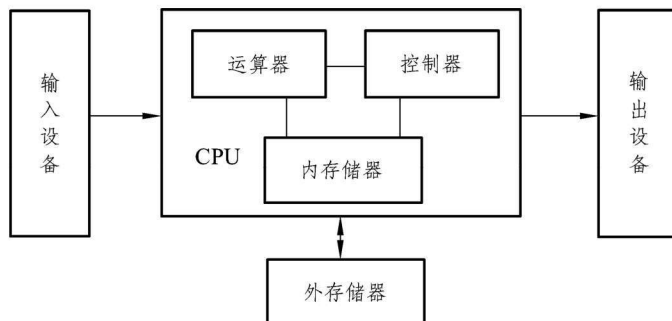 输入设备
运算器
控制器
CPU
内存储器
输出设备
外存储器